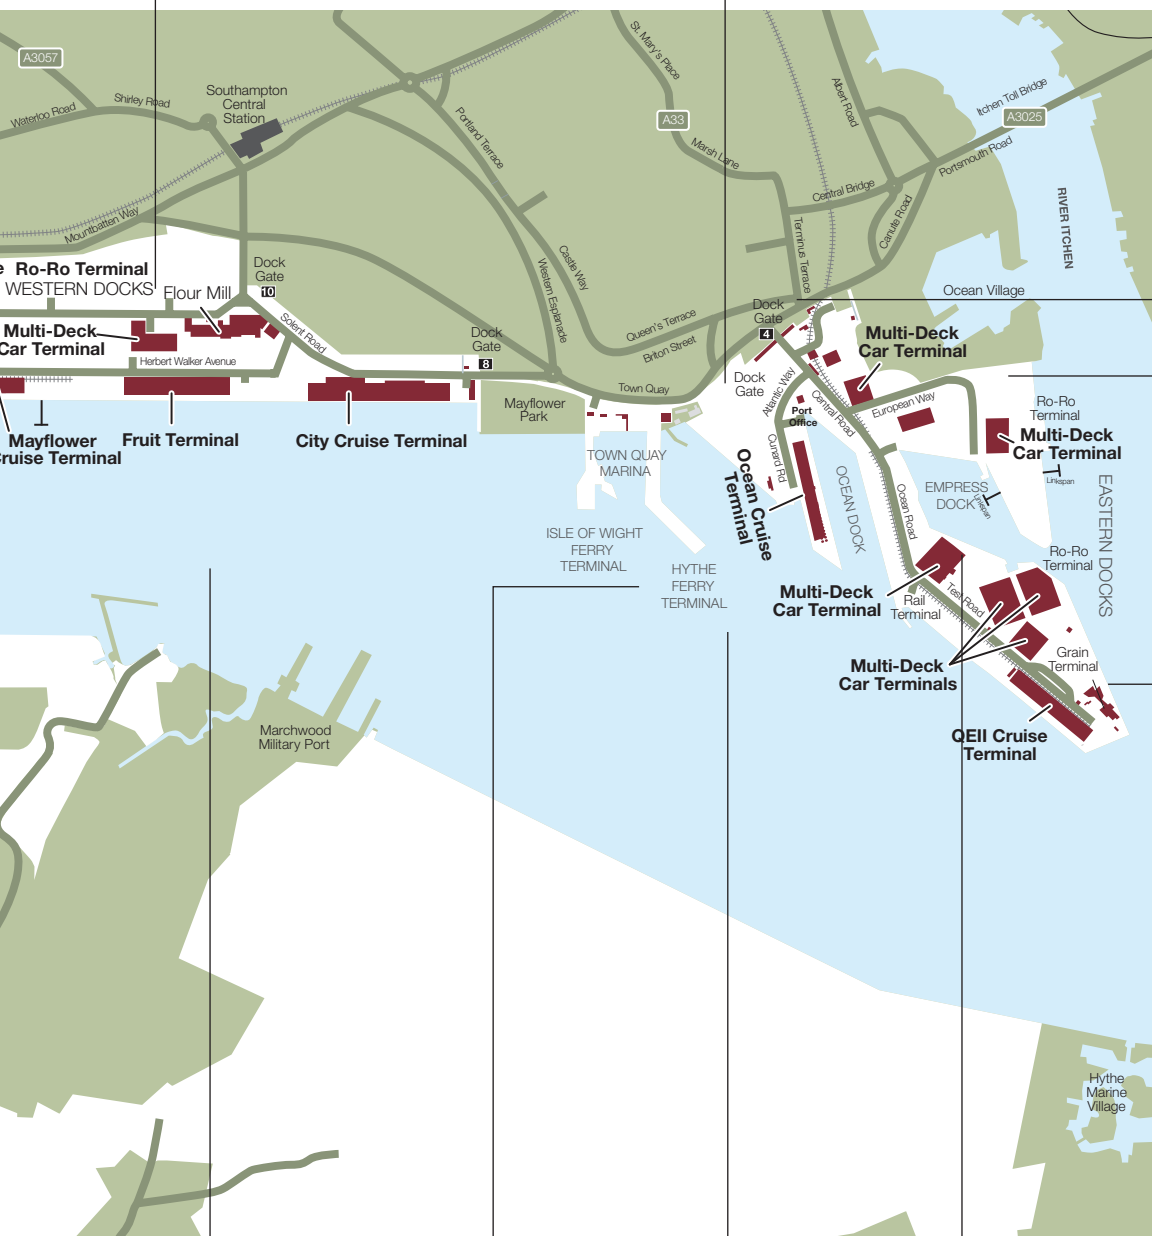 A3057
Waterloo Road
Shirley Road
Southampton
Central
Station
Mountbatten Way
Portland Terrace
St. Mary's Place
A33
Marsh Lane
Albert Road
Itchen Toll Bridge
A3025
Portsmouth Road
Central Bridge
Canute Road
Terminus Terrace
RIVER ITCHEN
Castle Way
Western Esplanade
Queen's Terrace
Briton Street
Town Quay
Ocean Village
e Ro-Ro Terminal
WESTERN DOCKS
Flour Mill
Dock
Gate
10
Solent Road
Multi-Deck
Car Terminal
Herbert Walker Avenue
Mayflower
ruise Terminal
Fruit Terminal
City Cruise Terminal
Dock
Gate
8
Mayflower
Park
TOWN QUAY
MARINA
ISLE OF WIGHT
FERRY
TERMINAL
HYTHE
FERRY
TERMINAL
Dock
Gate
4
Dock
Gate
Atlantic Way
Port
Office
Central Road
Cunard Rd
Ocean Cruise
Terminal
OCEAN DOCK
Multi-Deck
Car Terminal
European Way
Ro-Ro
Terminal
Multi-Deck
Car Terminal
Linkspan
EMPRESS
DOCK
Linkspan
EASTERN DOCKS
Ocean Road
Ro-Ro
Terminal
Multi-Deck
Car Terminal
Rail
Terminal
Test Road
Multi-Deck
Car Terminals
Grain
Terminal
QEII Cruise
Terminal
Marchwood
Military Port
Hythe
Marine
Village